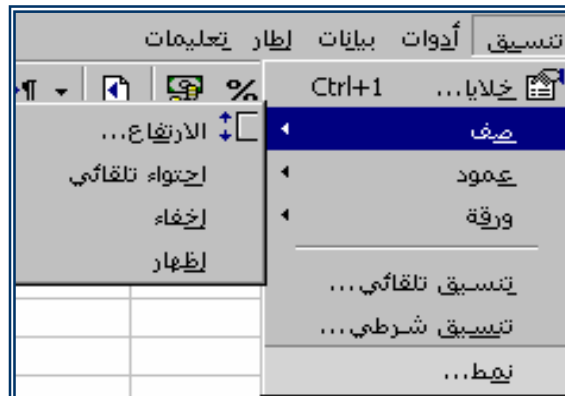 تنسيق أدوات بيانات إطار تعليمات
%
خلايا... Ctrl+1
صف
عمود
ورقة
تنسيق تلقائي...
تنسيق شرطي...
نمط...
الارتفاع...
احتواء تلقائي
إخفاء
إظهار